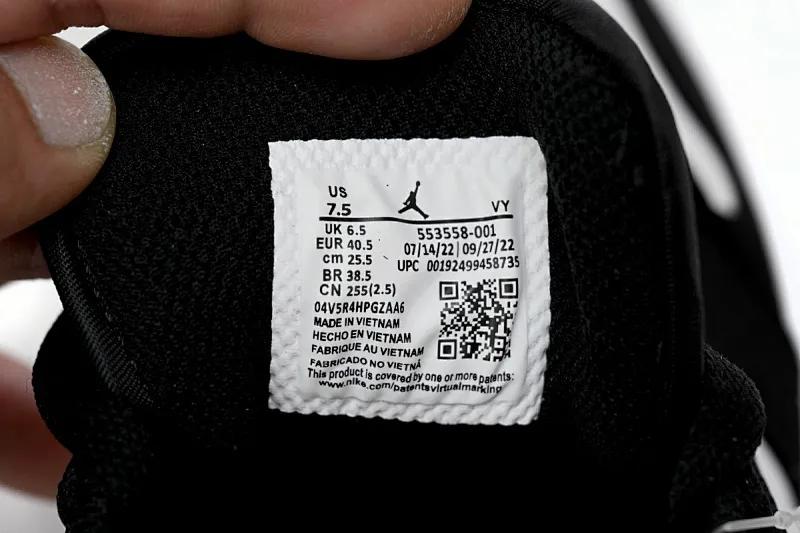 US
7.5 VY
UK 6.5 553558-001
EUR 40.5 07/14/22 | 09/27/22
cm 25.5 UPC 00192499458735
BR 38.5
CN 255(2.5)
04V5R4HPGZAA6
MADE IN VIETNAM
HECHO EN VIETNAM
FABRIQUE AU VIETNAM
FABRICADO NO VIETNÃ
This product is covered by one or more patents:
www.nike.com/patentsvirtualmarking